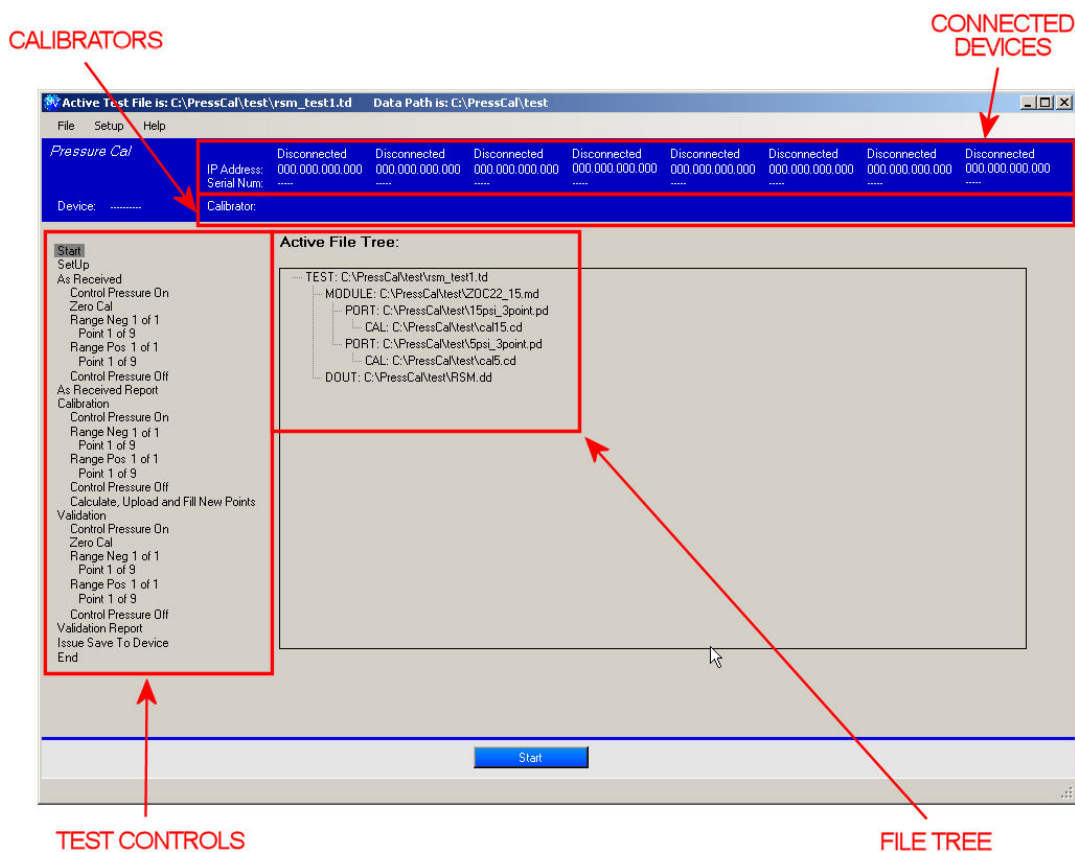 CALIBRATORS
CONNECTED
DEVICES
Active Test File is: C:\PressCal\test\rsm_test1.td Data Path is: C:\PressCal\test
File Setup Help
Pressure Cal
Disconnected Disconnected Disconnected Disconnected Disconnected Disconnected Disconnected Disconnected
IP Address: 000.000.000.000 000.000.000.000 000.000.000.000 000.000.000.000 000.000.000.000 000.000.000.000 000.000.000.000 000.000.000.000
Serial Num: ----- ----- ----- ----- ----- ----- ----- -----
Device: ---------- Calibrator:
Start
SetUp
As Received
Control Pressure On
Zero Cal
Range Neg 1 of 1
Point 1 of 9
Range Pos 1 of 1
Point 1 of 9
Control Pressure Off
As Received Report
Calibration
Control Pressure On
Range Neg 1 of 1
Point 1 of 9
Range Pos 1 of 1
Point 1 of 9
Control Pressure Off
Calculate, Upload and Fill New Points
Validation
Control Pressure On
Zero Cal
Range Neg 1 of 1
Point 1 of 9
Range Pos 1 of 1
Point 1 of 9
Control Pressure Off
Validation Report
Issue Save To Device
End
Active File Tree:
TEST: C:\PressCal\test\rsm_test1.td
MODULE: C:\PressCal\test\ZOC22_15.md
PORT: C:\PressCal\test\15psi_3point.pd
CAL: C:\PressCal\test\cal15.cd
PORT: C:\PressCal\test\5psi_3point.pd
CAL: C:\PressCal\test\cal5.cd
DOUT: C:\PressCal\test\RSM.dd
Start
TEST CONTROLS
FILE TREE